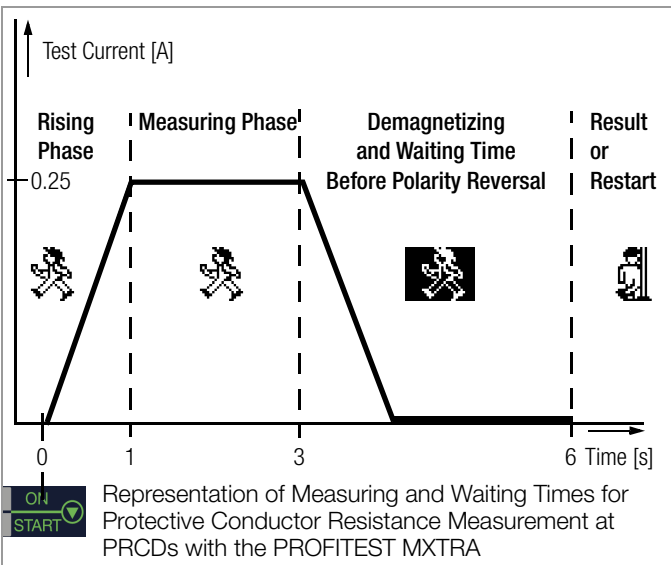 Test Current [A]
Rising Phase
Measuring Phase
Demagnetizing
and Waiting Time
Before Polarity Reversal
Result
or
Restart
0.25
0 1 3 6 Time [s]
ON
START
Representation of Measuring and Waiting Times for
Protective Conductor Resistance Measurement at
PRCDs with the PROFITEST MXTRA